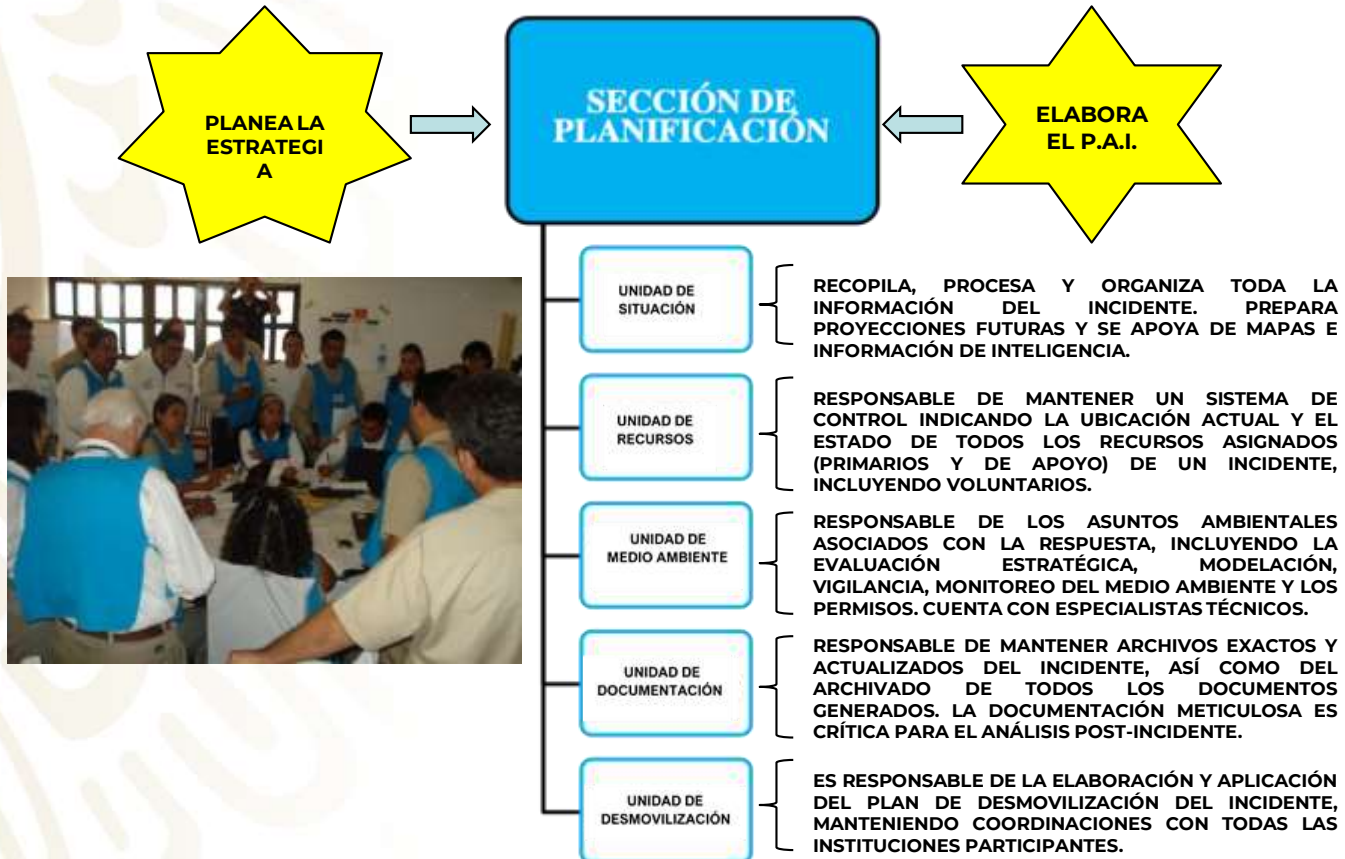 PLANEA LA
ESTRATEGI
A
SECCIÓN DE
PLANIFICACIÓN
ELABORA
EL P.A.I.
UNIDAD DE
SITUACIÓN
RECOPILA, PROCESA Y ORGANIZA TODA LA
INFORMACIÓN DEL INCIDENTE. PREPARA
PROYECCIONES FUTURAS Y SE APOYA DE MAPAS E
INFORMACIÓN DE INTELIGENCIA.
UNIDAD DE
RECURSOS
RESPONSABLE DE MANTENER UN SISTEMA DE
CONTROL INDICANDO LA UBICACIÓN ACTUAL Y EL
ESTADO DE TODOS LOS RECURSOS ASIGNADOS
(PRIMARIOS Y DE APOYO) DE UN INCIDENTE,
INCLUYENDO VOLUNTARIOS.
UNIDAD DE
MEDIO AMBIENTE
RESPONSABLE DE LOS ASUNTOS AMBIENTALES
ASOCIADOS CON LA RESPUESTA, INCLUYENDO LA
EVALUACIÓN ESTRATÉGICA, MODELACIÓN,
VIGILANCIA, MONITOREO DEL MEDIO AMBIENTE Y LOS
PERMISOS. CUENTA CON ESPECIALISTAS TÉCNICOS.
UNIDAD DE
DOCUMENTACIÓN
RESPONSABLE DE MANTENER ARCHIVOS EXACTOS Y
ACTUALIZADOS DEL INCIDENTE, ASÍ COMO DEL
ARCHIVADO DE TODOS LOS DOCUMENTOS
GENERADOS. LA DOCUMENTACIÓN METICULOSA ES
CRÍTICA PARA EL ANÁLISIS POST-INCIDENTE.
UNIDAD DE
DESMOVILIZACIÓN
ES RESPONSABLE DE LA ELABORACIÓN Y APLICACIÓN
DEL PLAN DE DESMOVILIZACIÓN DEL INCIDENTE,
MANTENIENDO COORDINACIONES CON TODAS LAS
INSTITUCIONES PARTICIPANTES.